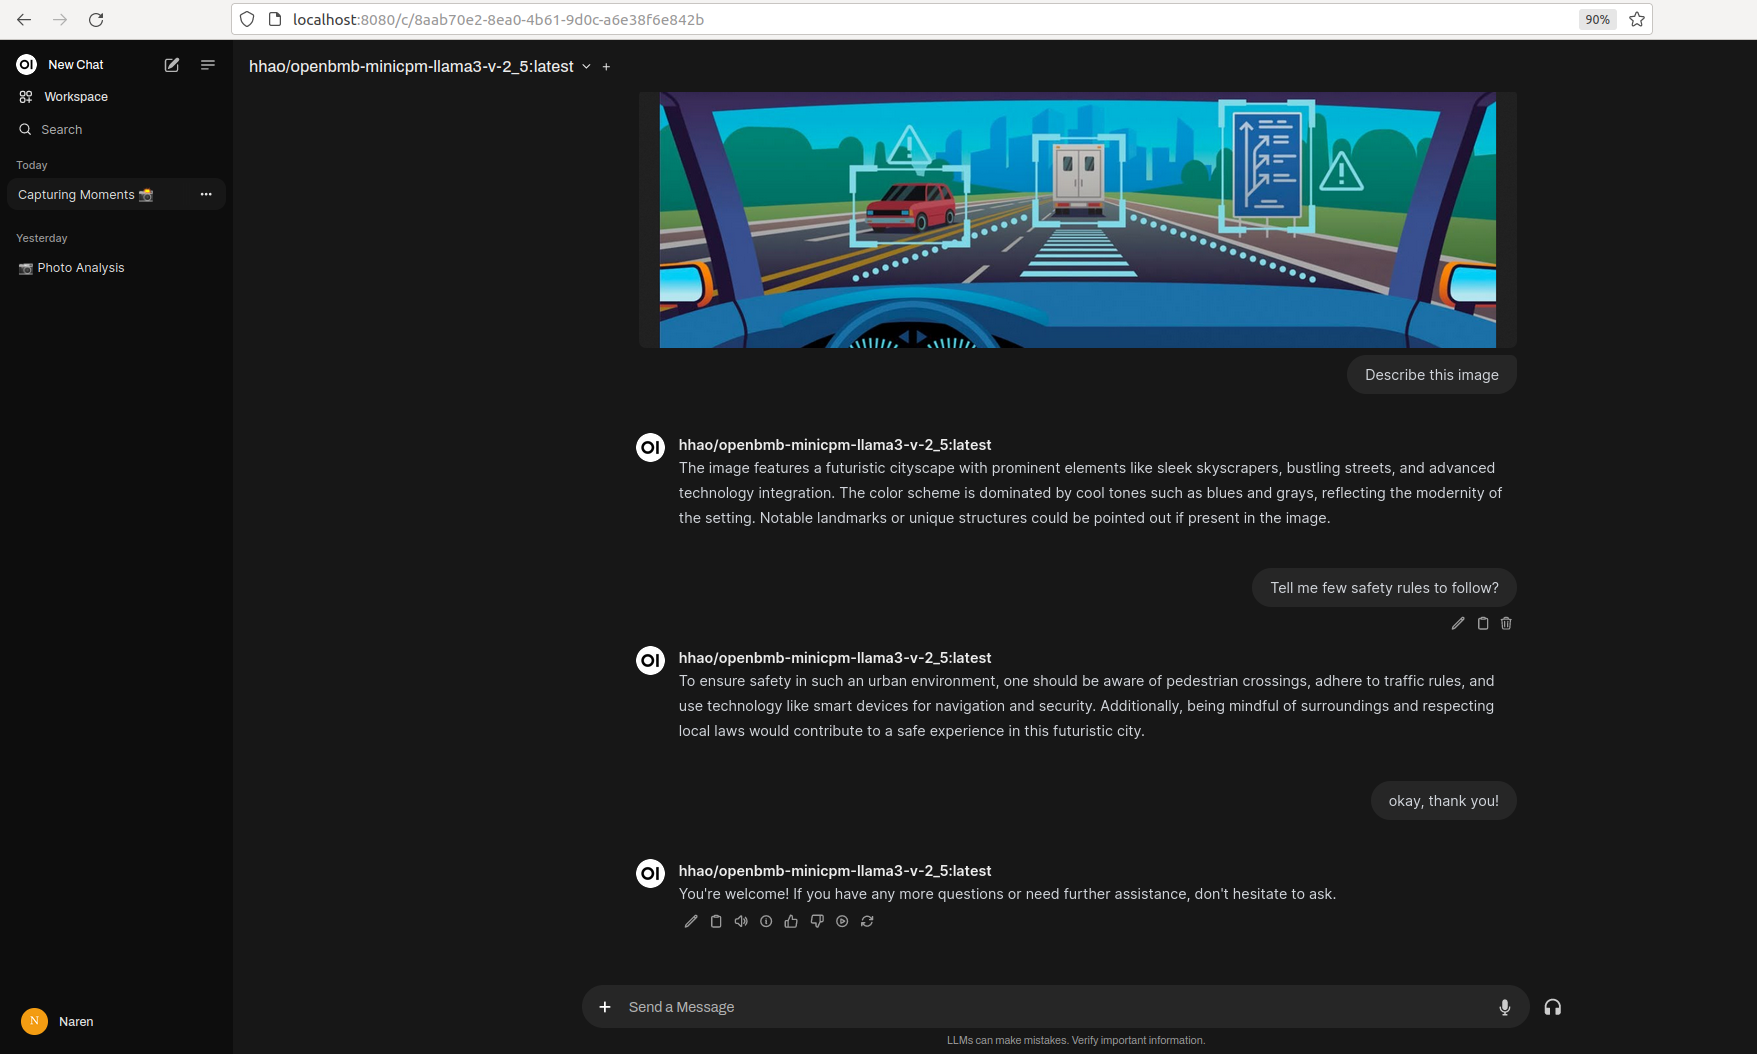 localhost:8080/c/8aab70e2-8ea0-4b61-9d0c-a6e38f6e842b
90%
OI
New Chat
Workspace
Search
Today
Capturing Moments 📸
Yesterday
📷 Photo Analysis
N
Naren
hhao/openbmb-minicpm-llama3-v-2_5:latest
Describe this image
OI
hhao/openbmb-minicpm-llama3-v-2_5:latest
The image features a futuristic cityscape with prominent elements like sleek skyscrapers, bustling streets, and advanced
technology integration. The color scheme is dominated by cool tones such as blues and grays, reflecting the modernity of
the setting. Notable landmarks or unique structures could be pointed out if present in the image.
Tell me few safety rules to follow?
OI
hhao/openbmb-minicpm-llama3-v-2_5:latest
To ensure safety in such an urban environment, one should be aware of pedestrian crossings, adhere to traffic rules, and
use technology like smart devices for navigation and security. Additionally, being mindful of surroundings and respecting
local laws would contribute to a safe experience in this futuristic city.
okay, thank you!
OI
hhao/openbmb-minicpm-llama3-v-2_5:latest
You're welcome! If you have any more questions or need further assistance, don't hesitate to ask.
Send a Message
LLMs can make mistakes. Verify important information.